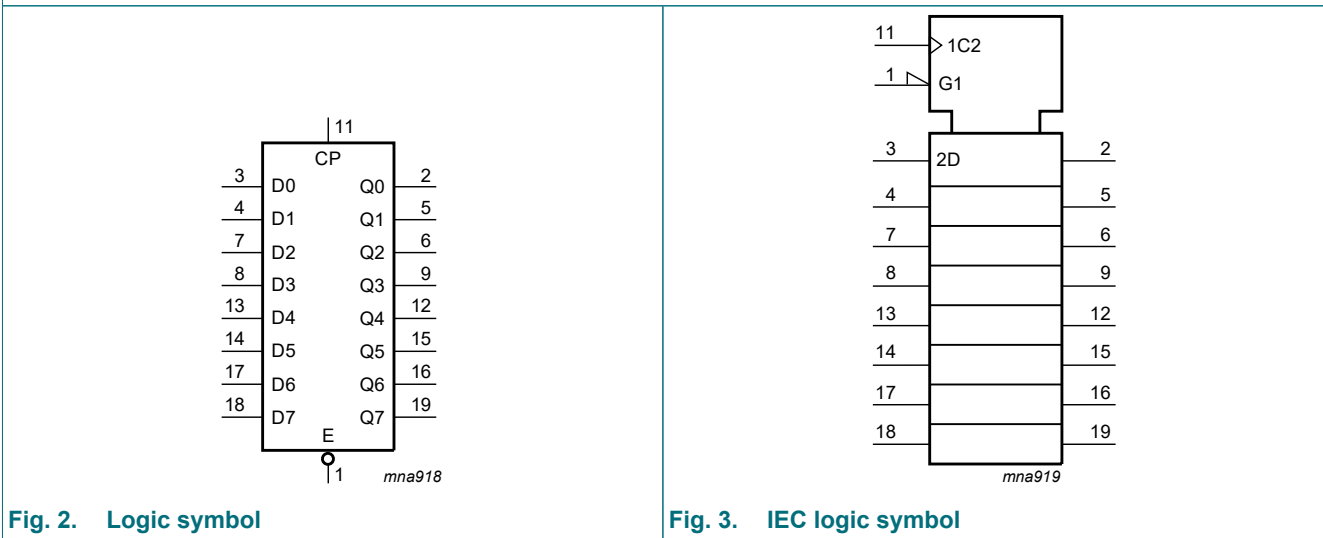 11
CP
3 D0 Q0 2
4 D1 Q1 5
7 D2 Q2 6
8 D3 Q3 9
13 D4 Q4 12
14 D5 Q5 15
17 D6 Q6 16
18 D7 Q7 19
E
1
mna918
Fig. 2. Logic symbol
11 1C2
1 G1
3 2D 2
4 5
7 6
8 9
13 12
14 15
17 16
18 19
mna919
Fig. 3. IEC logic symbol